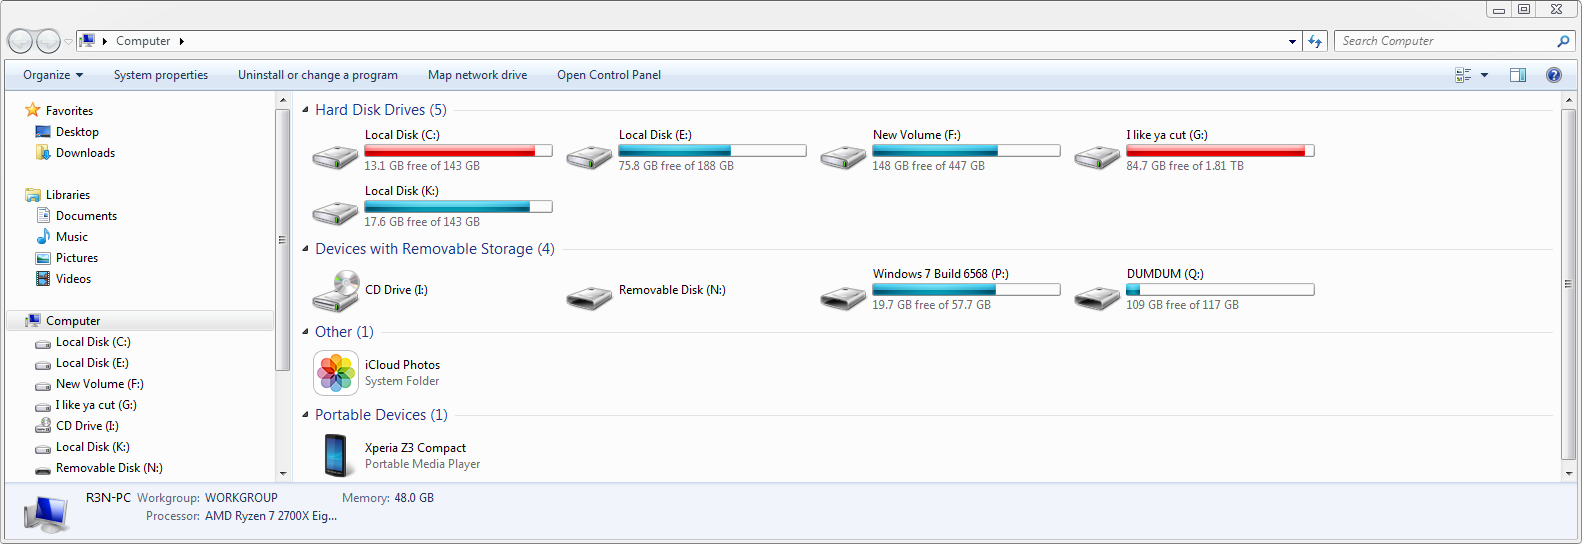 Computer
Search Computer
Organize
System properties
Uninstall or change a program
Map network drive
Open Control Panel
Favorites
Desktop
Downloads
Libraries
Documents
Music
Pictures
Videos
Computer
Local Disk (C:)
Local Disk (E:)
New Volume (F:)
I like ya cut (G:)
CD Drive (I:)
Local Disk (K:)
Removable Disk (N:)
Hard Disk Drives (5)
Local Disk (C:)
13.1 GB free of 143 GB
Local Disk (E:)
75.8 GB free of 188 GB
New Volume (F:)
148 GB free of 447 GB
I like ya cut (G:)
84.7 GB free of 1.81 TB
Local Disk (K:)
17.6 GB free of 143 GB
Devices with Removable Storage (4)
CD Drive (I:)
Removable Disk (N:)
Windows 7 Build 6568 (P:)
19.7 GB free of 57.7 GB
DUMDUM (Q:)
109 GB free of 117 GB
Other (1)
iCloud Photos
System Folder
Portable Devices (1)
Xperia Z3 Compact
Portable Media Player
R3N-PC Workgroup: WORKGROUP Memory: 48.0 GB
Processor: AMD Ryzen 7 2700X Eig...